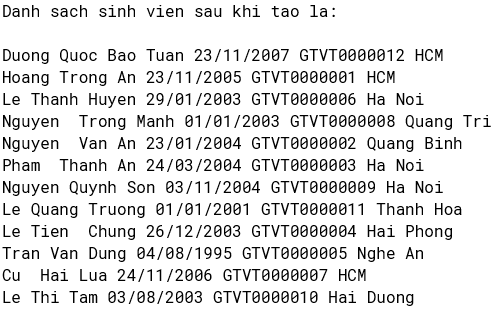 Danh sach sinh vien sau khi tao la:
Duong Quoc Bao Tuan 23/11/2007 GTVT0000012 HCM
Hoang Trong An 23/11/2005 GTVT0000001 HCM
Le Thanh Huyen 29/01/2003 GTVT0000006 Ha Noi
Nguyen  Trong Manh 01/01/2003 GTVT0000008 Quang Tri
Nguyen  Van An 23/01/2004 GTVT0000002 Quang Binh
Pham  Thanh An 24/03/2004 GTVT0000003 Ha Noi
Nguyen Quynh Son 03/11/2004 GTVT0000009 Ha Noi
Le Quang Truong 01/01/2001 GTVT0000011 Thanh Hoa
Le Tien  Chung 26/12/2003 GTVT0000004 Hai Phong
Tran Van Dung 04/08/1995 GTVT0000005 Nghe An
Cu  Hai Lua 24/11/2006 GTVT0000007 HCM
Le Thi Tam 03/08/2003 GTVT0000010 Hai Duong